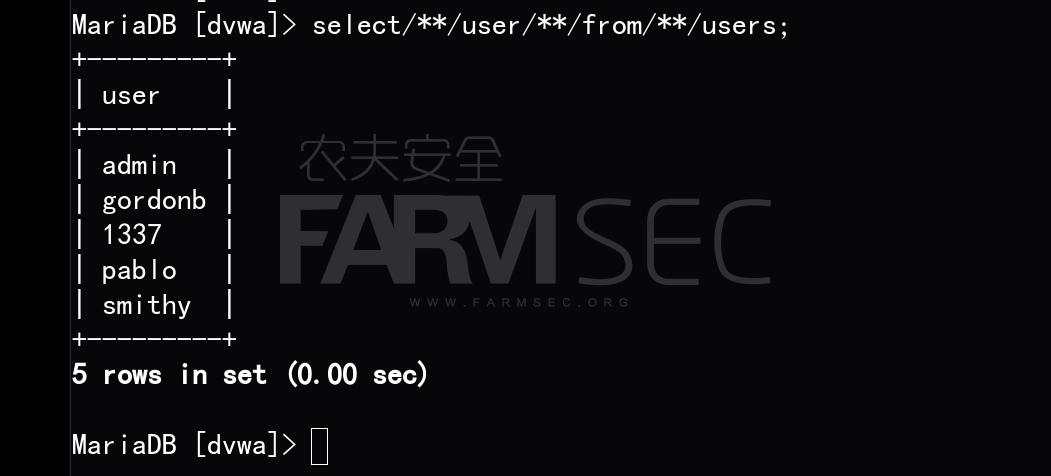 MariaDB [dvwa]> select/**/user/**/from/**/users;
+---------+
| user    |
+---------+
| admin   |
| gordonb |
| 1337    |
| pablo   |
| smithy  |
+---------+
5 rows in set (0.00 sec)
MariaDB [dvwa]>
农夫安全
FARMSEC
WWW.FARMSEC.ORG